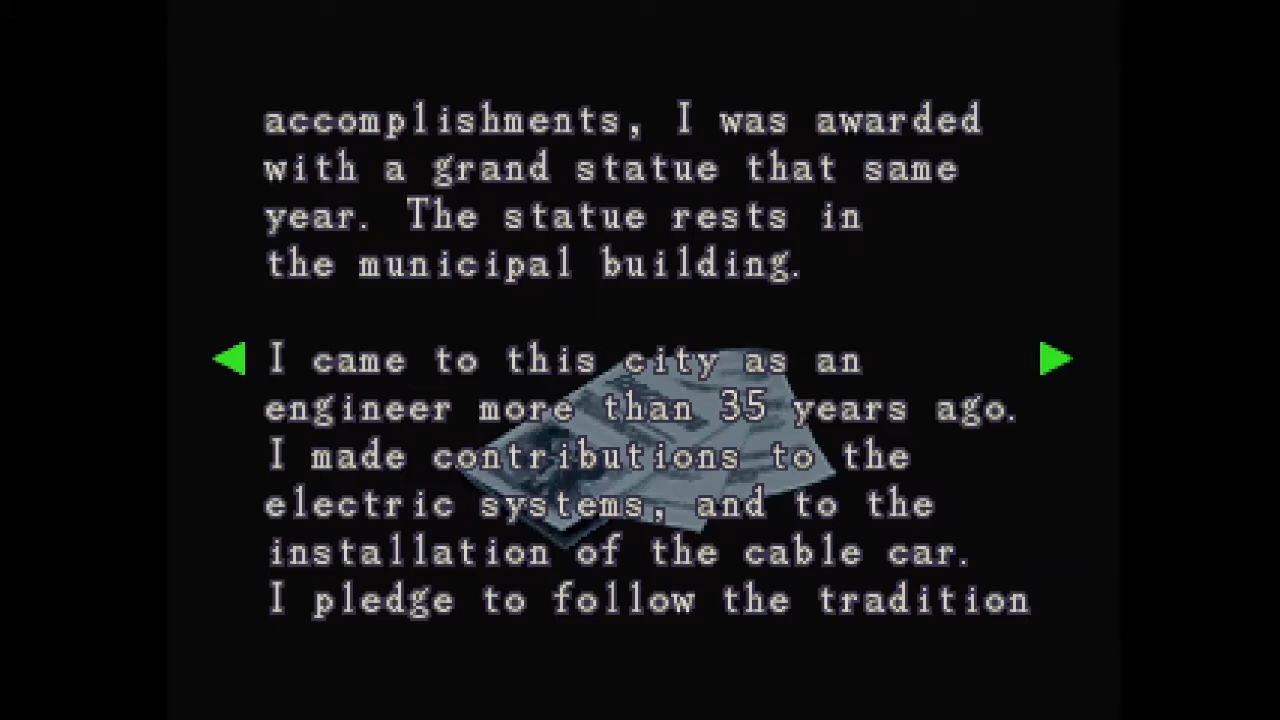 accomplishments, I was awarded
with a grand statue that same
year. The statue rests in
the municipal building.
I came to this city as an
engineer more than 35 years ago.
I made contributions to the
electric systems, and to the
installation of the cable car.
I pledge to follow the tradition